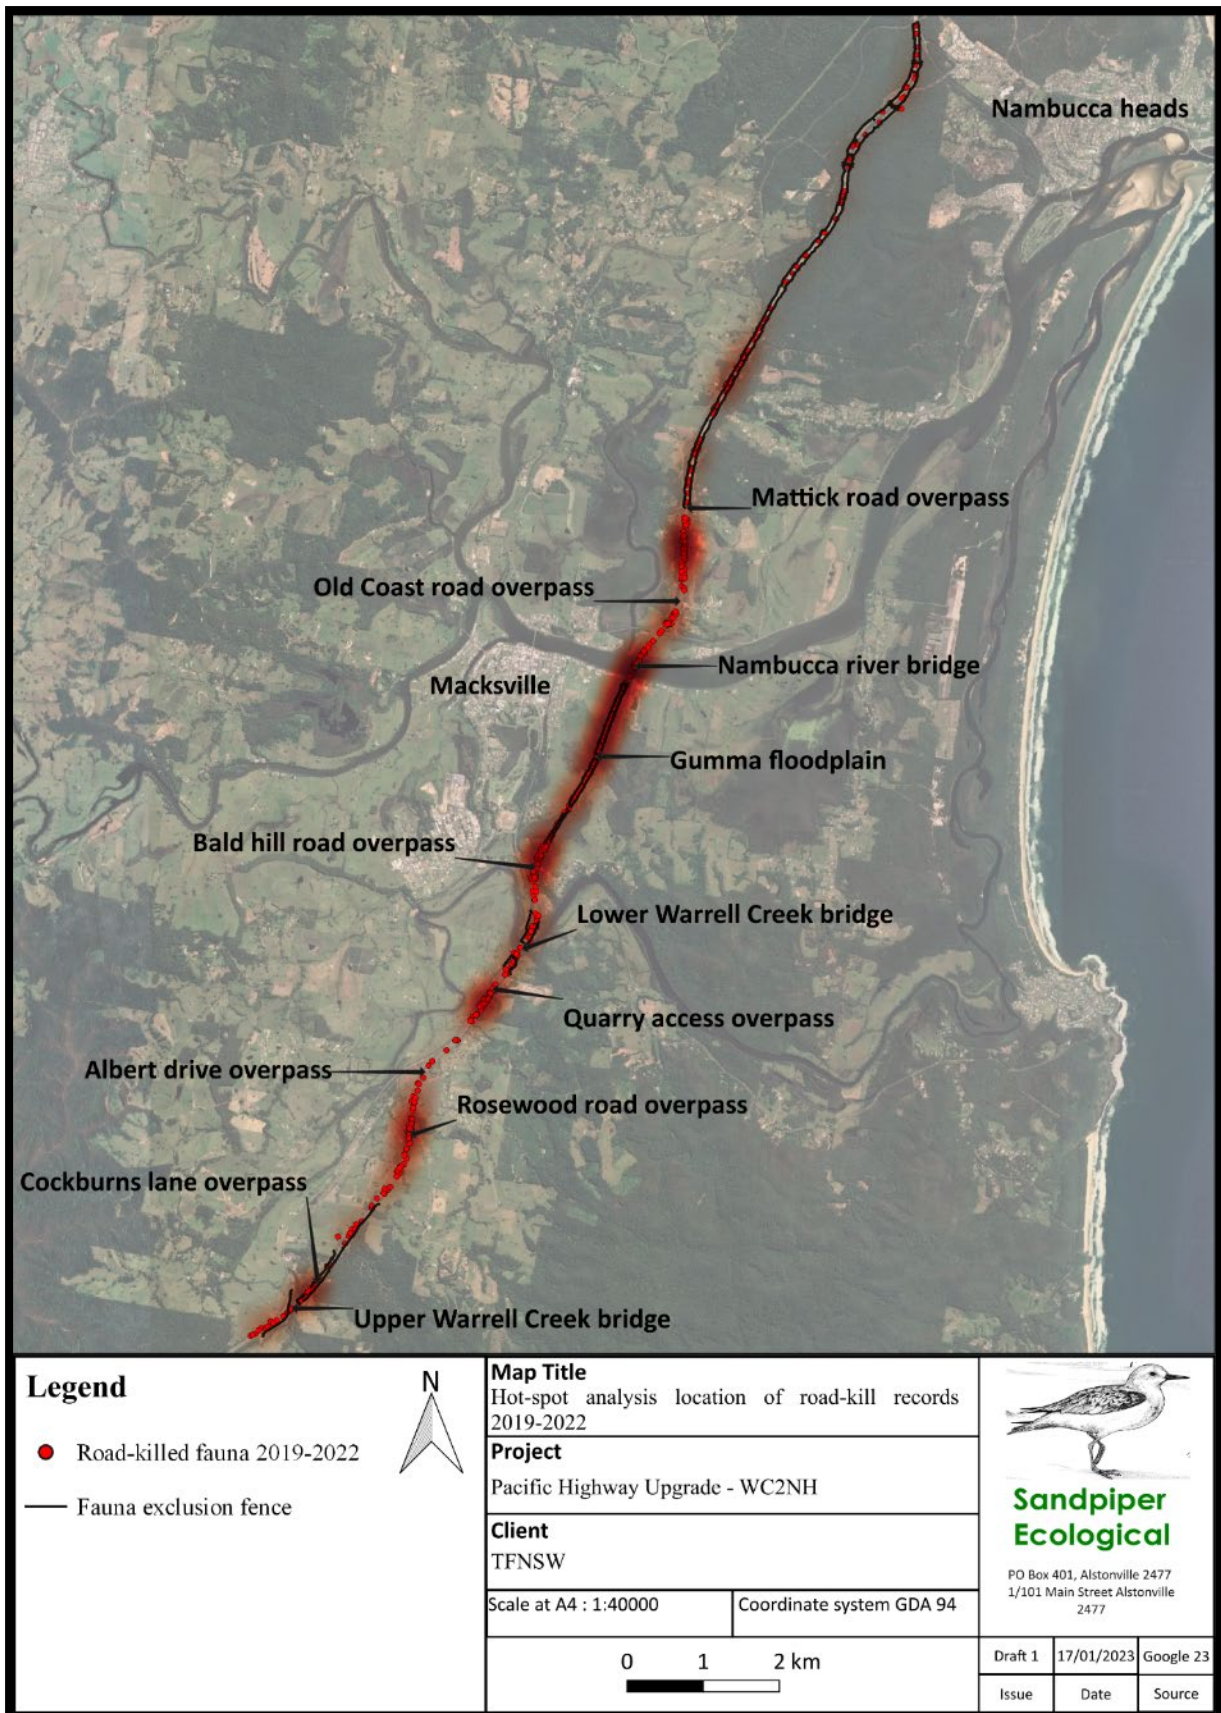 Nambucca heads
Mattick road overpass
Old Coast road overpass
Nambucca river bridge
Macksville
Gumma floodplain
Bald hill road overpass
Lower Warrell Creek bridge
Quarry access overpass
Albert drive overpass
Rosewood road overpass
Cockburns lane overpass
Upper Warrell Creek bridge
Legend
N
Road-killed fauna 2019-2022
Fauna exclusion fence
Map Title
Hot-spot analysis location of road-kill records
2019-2022
Project
Pacific Highway Upgrade - WC2NH
Client
TFNSW
Scale at A4 : 1:40000
Coordinate system GDA 94
0 1 2 km
Sandpiper
Ecological
PO Box 401, Alstonville 2477
1/101 Main Street Alstonville
2477
Draft 1 17/01/2023 Google 23
Issue Date Source